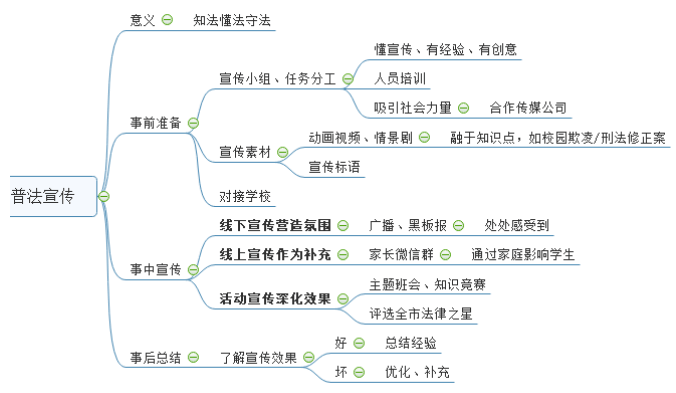 普法宣传
意义 知法懂法守法
事前准备
宣传小组、任务分工
懂宣传、有经验、有创意
人员培训
吸引社会力量 合作传媒公司
宣传素材
动画视频、情景剧 融于知识点，如校园欺凌/刑法修正案
宣传标语
对接学校
事中宣传
线下宣传营造氛围 广播、黑板报 处处感受到
线上宣传作为补充 家长微信群 通过家庭影响学生
活动宣传深化效果
主题班会、知识竟赛
评选全市法律之星
事后总结 了解宣传效果
好 总结经验
坏 优化、补充